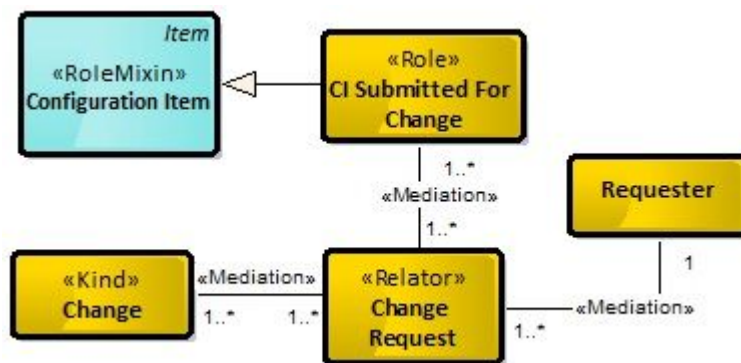 Item
«RoleMixin»
Configuration Item
«Role»
CI Submitted For
Change
1..*
«Mediation»
1..*
Requester
1
«Mediation»
1..*
«Kind»
Change
«Mediation»
1..*
1..*
«Relator»
Change
Request